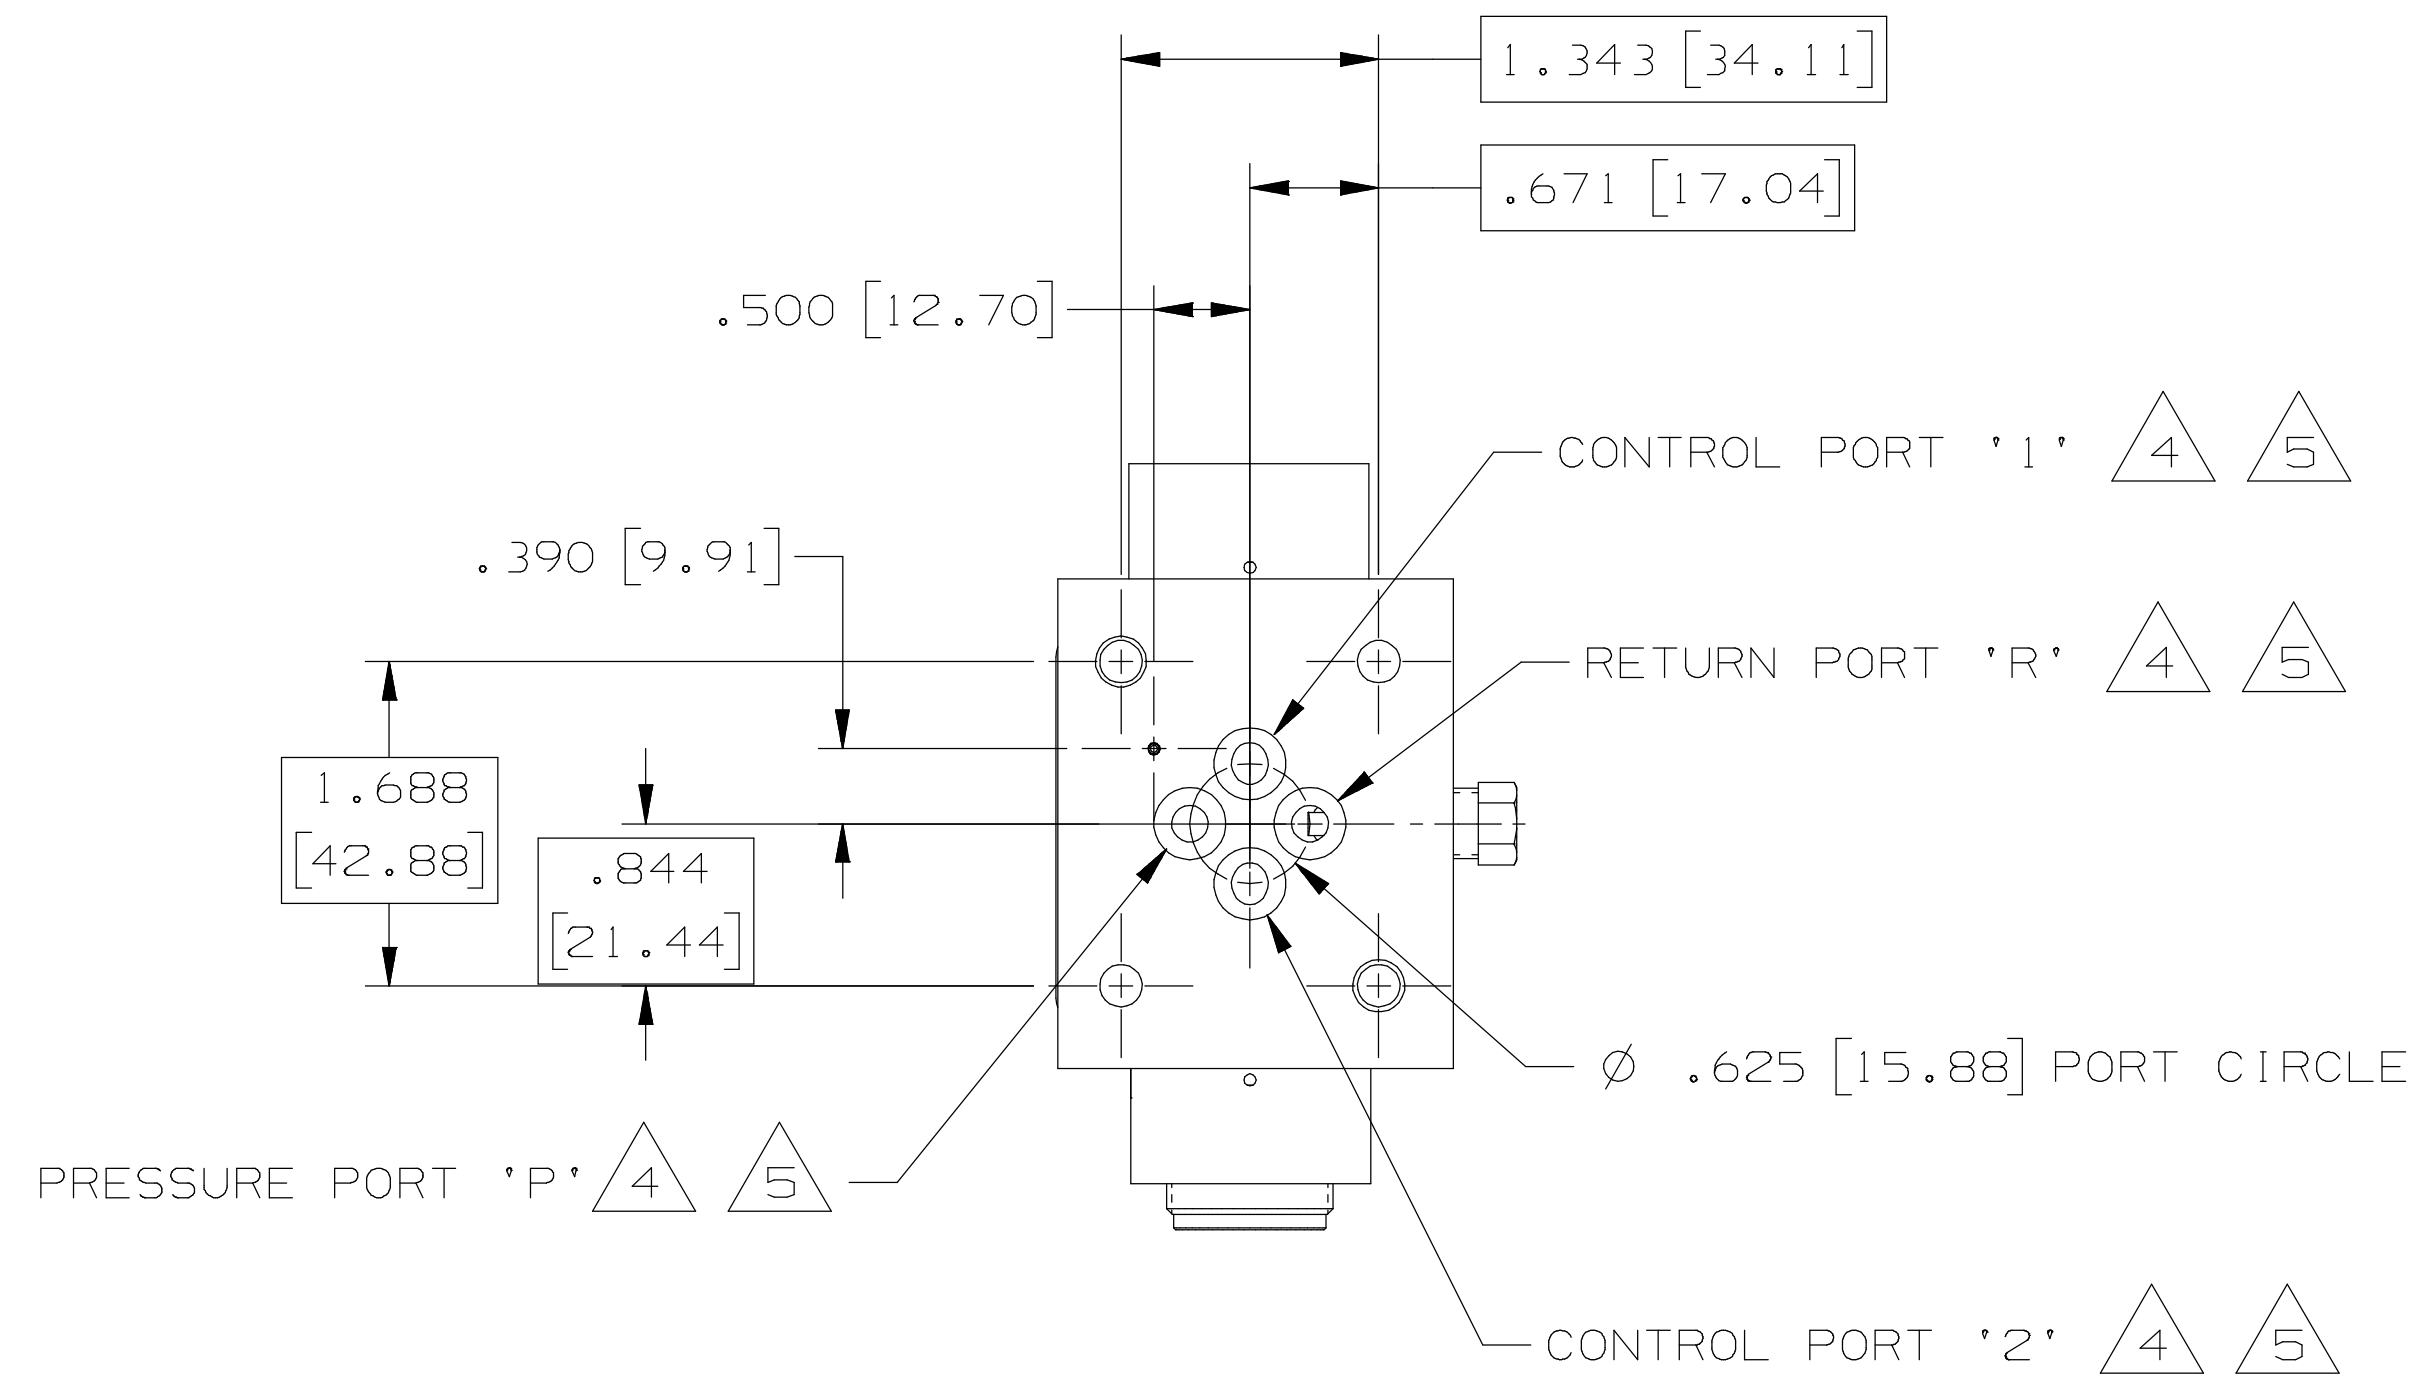 1.343 [34.11]
.671 [17.04]
.500 [12.70]
CONTROL PORT '1' 4 5
.390 [9.91]
RETURN PORT 'R' 4 5
1.688
[42.88]
.844
[21.44]
Ø .625 [15.88] PORT CIRCLE
PRESSURE PORT 'P' 4 5
CONTROL PORT '2' 4 5